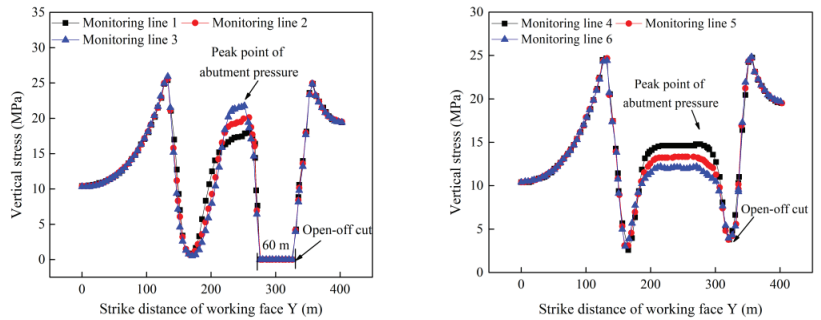 Monitoring line 1
Monitoring line 2
Monitoring line 3
Peak point of
abutment pressure
60 m
Open-off cut
Vertical stress (MPa)
35
30
25
20
15
10
5
0
0 100 200 300 400
Strike distance of working face Y (m)
Monitoring line 4
Monitoring line 5
Monitoring line 6
Peak point of
abutment pressure
Open-off cut
Vertical stress (MPa)
30
25
20
15
10
5
0
0 100 200 300 400
Strike distance of working face Y (m)